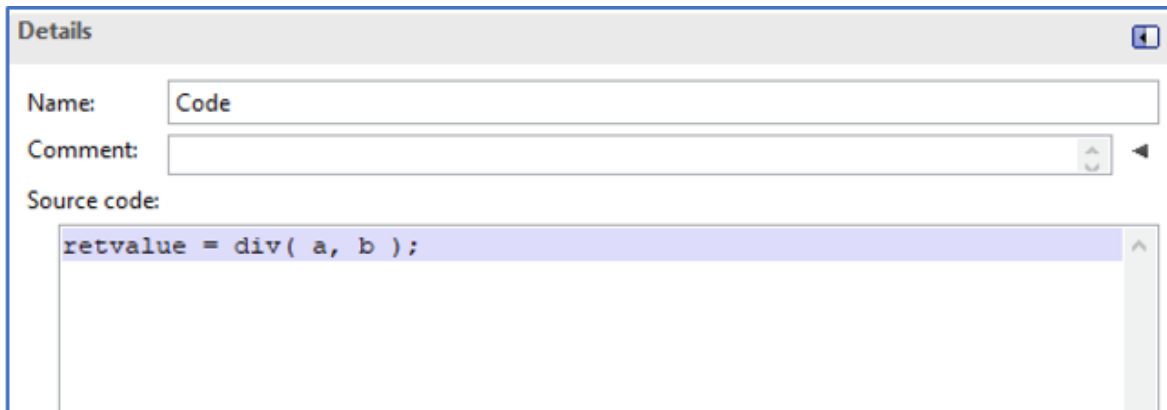 Details
Name: Code
Comment:
Source code:
retvalue = div( a, b );